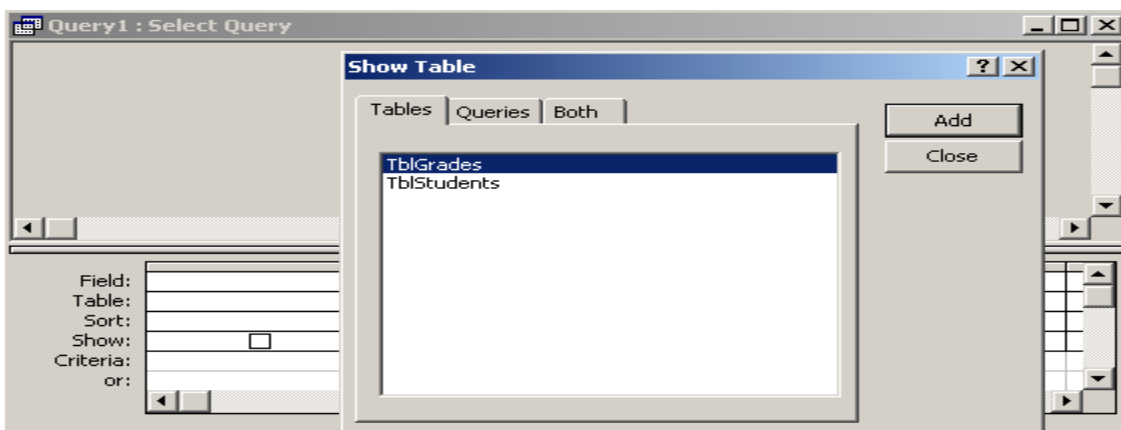 Query1 : Select Query
Show Table
Tables Queries Both
Add
Close
TblGrades
TblStudents
Field:
Table:
Sort:
Show:
Criteria:
or: